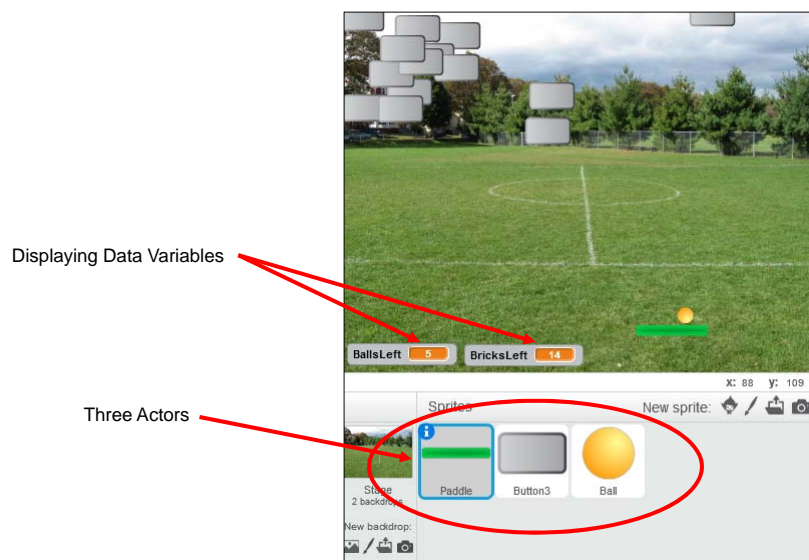 Displaying Data Variables
BallsLeft 5 BricksLeft 14
x: 88 y: 109
Three Actors
Sprites New sprite:
Stage
2 backdrops
New backdrop:
Paddle Button3 Ball